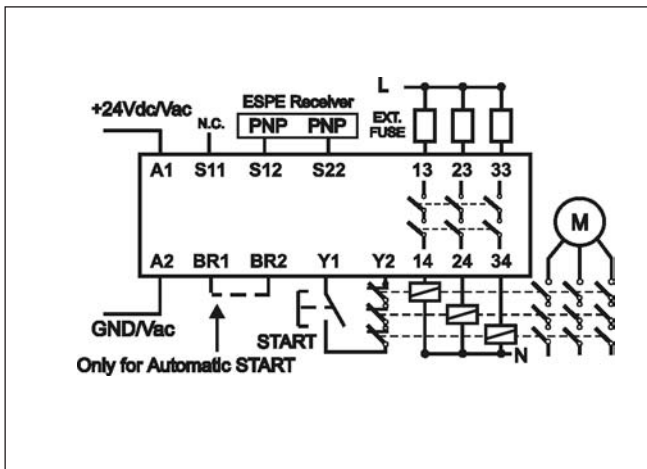 L
+24Vdc/Vac
ESPE Receiver
N.C.
PNP PNP
EXT.
FUSE
A1 S11 S12 S22 13 23 33
M
A2 BR1 BR2 Y1 Y2 14 24 34
GND/Vac
START
N
Only for Automatic START